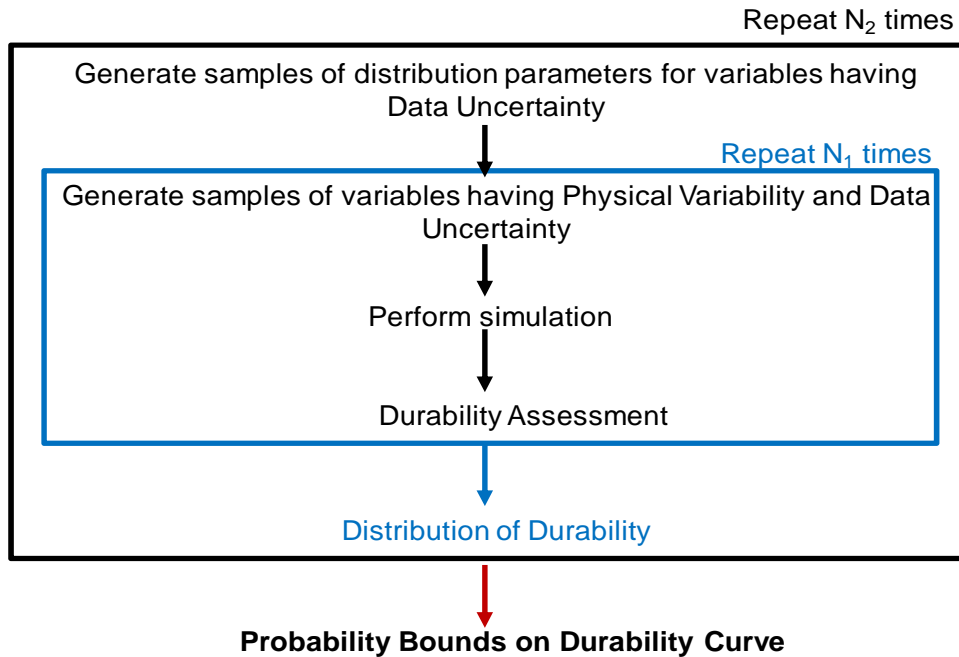 Repeat N₂ times
Generate samples of distribution parameters for variables having
Data Uncertainty
Repeat N₁ times
Generate samples of variables having Physical Variability and Data
Uncertainty
Perform simulation
Durability Assessment
Distribution of Durability
Probability Bounds on Durability Curve